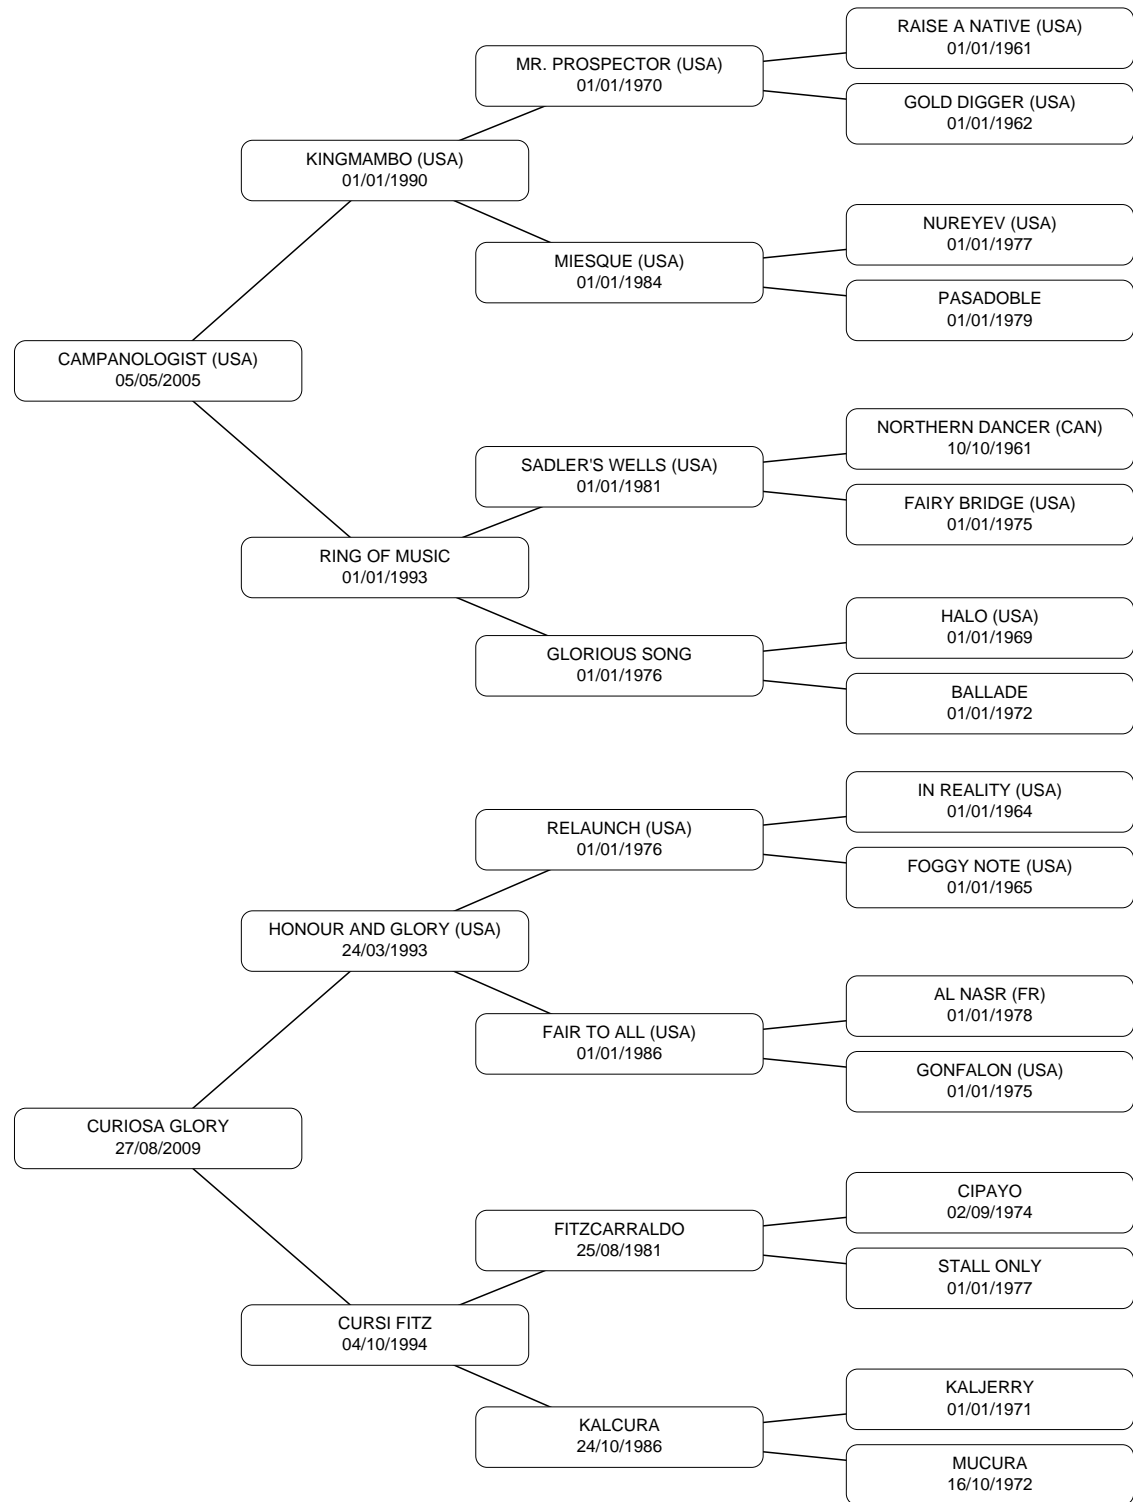 RAISE A NATIVE (USA)
01/01/1961
MR. PROSPECTOR (USA)
01/01/1970
GOLD DIGGER (USA)
01/01/1962
KINGMAMBO (USA)
01/01/1990
NUREYEV (USA)
01/01/1977
MIESQUE (USA)
01/01/1984
PASADOBLE
01/01/1979
CAMPANOLOGIST (USA)
05/05/2005
NORTHERN DANCER (CAN)
10/10/1961
SADLER'S WELLS (USA)
01/01/1981
FAIRY BRIDGE (USA)
01/01/1975
RING OF MUSIC
01/01/1993
HALO (USA)
01/01/1969
GLORIOUS SONG
01/01/1976
BALLADE
01/01/1972
IN REALITY (USA)
01/01/1964
RELAUNCH (USA)
01/01/1976
FOGGY NOTE (USA)
01/01/1965
HONOUR AND GLORY (USA)
24/03/1993
AL NASR (FR)
01/01/1978
FAIR TO ALL (USA)
01/01/1986
GONFALON (USA)
01/01/1975
CURIOSA GLORY
27/08/2009
CIPAYO
02/09/1974
FITZCARRALDO
25/08/1981
STALL ONLY
01/01/1977
CURSI FITZ
04/10/1994
KALJERRY
01/01/1971
KALCURA
24/10/1986
MUCURA
16/10/1972